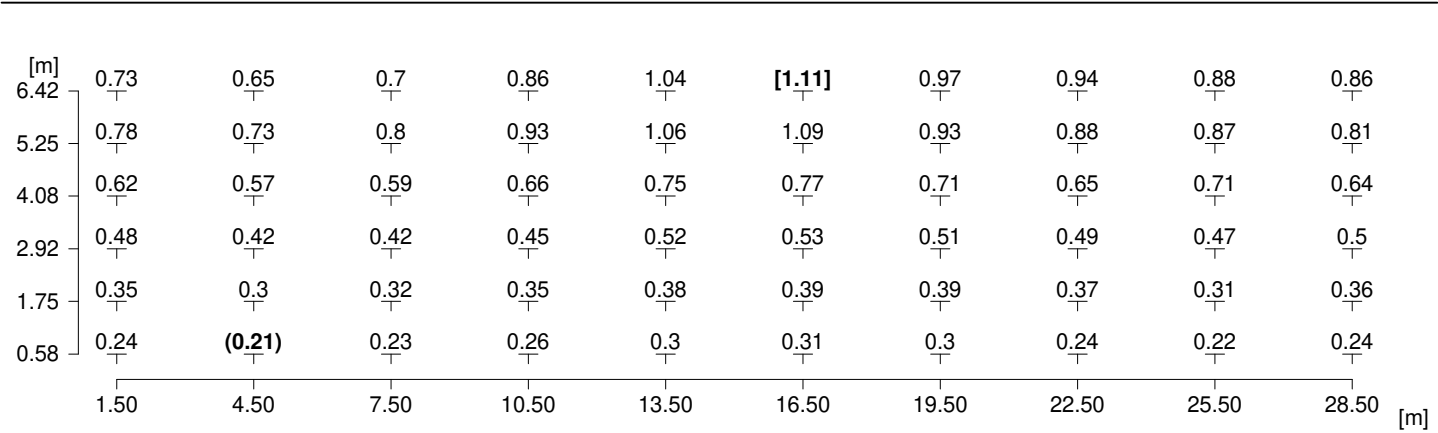 [m]
6.42 0.73 0.65 0.7 0.86 1.04 [1.11] 0.97 0.94 0.88 0.86
5.25 0.78 0.73 0.8 0.93 1.06 1.09 0.93 0.88 0.87 0.81
4.08 0.62 0.57 0.59 0.66 0.75 0.77 0.71 0.65 0.71 0.64
2.92 0.48 0.42 0.42 0.45 0.52 0.53 0.51 0.49 0.47 0.5
1.75 0.35 0.3 0.32 0.35 0.38 0.39 0.39 0.37 0.31 0.36
0.58 0.24 (0.21) 0.23 0.26 0.3 0.31 0.3 0.24 0.22 0.24
1.50 4.50 7.50 10.50 13.50 16.50 19.50 22.50 25.50 28.50
[m]